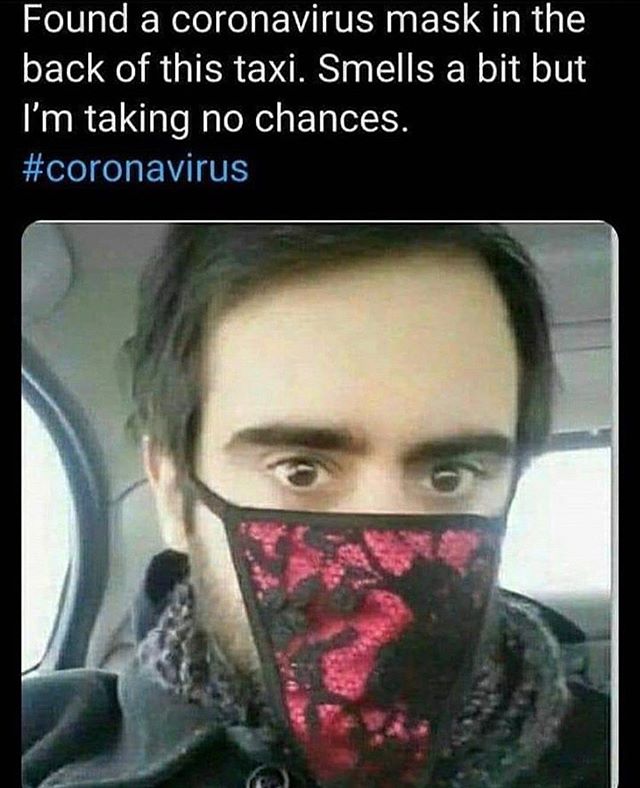 Found a coronavirus mask in the
back of this taxi. Smells a bit but
I'm taking no chances.
#coronavirus